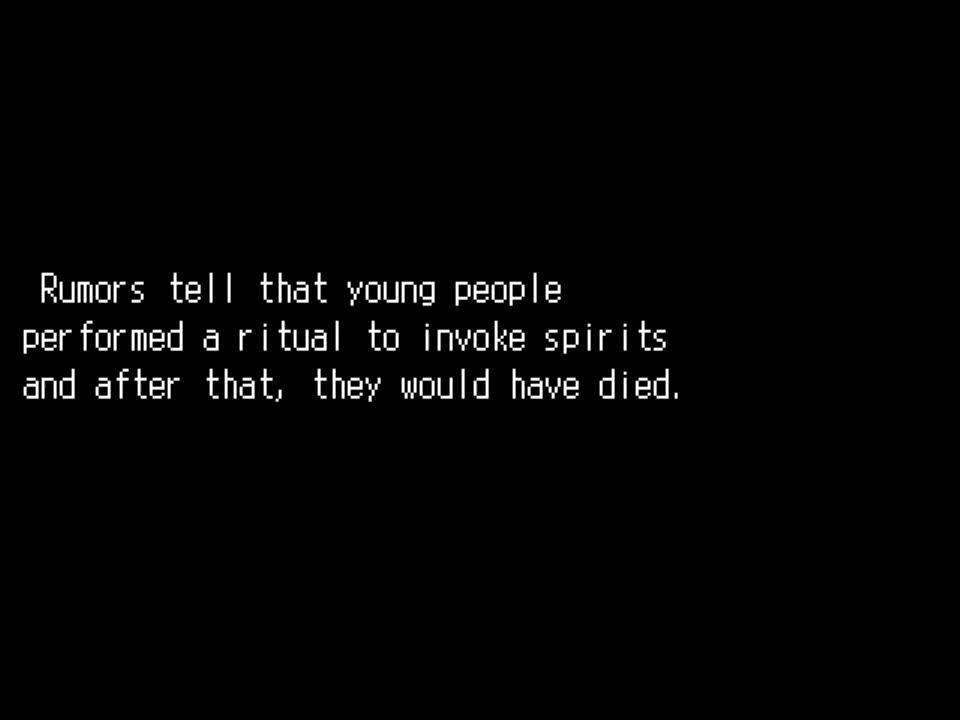 Rumors tell that young people
performed a ritual to invoke spirits
and after that, they would have died.